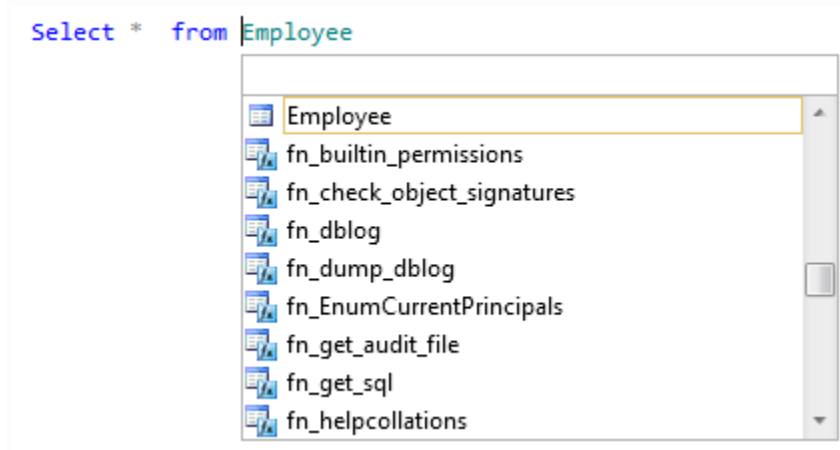 Select * from Employee
Employee
fn_builtin_permissions
fn_check_object_signatures
fn_dblog
fn_dump_dblog
fn_EnumCurrentPrincipals
fn_get_audit_file
fn_get_sql
fn_helpcollations